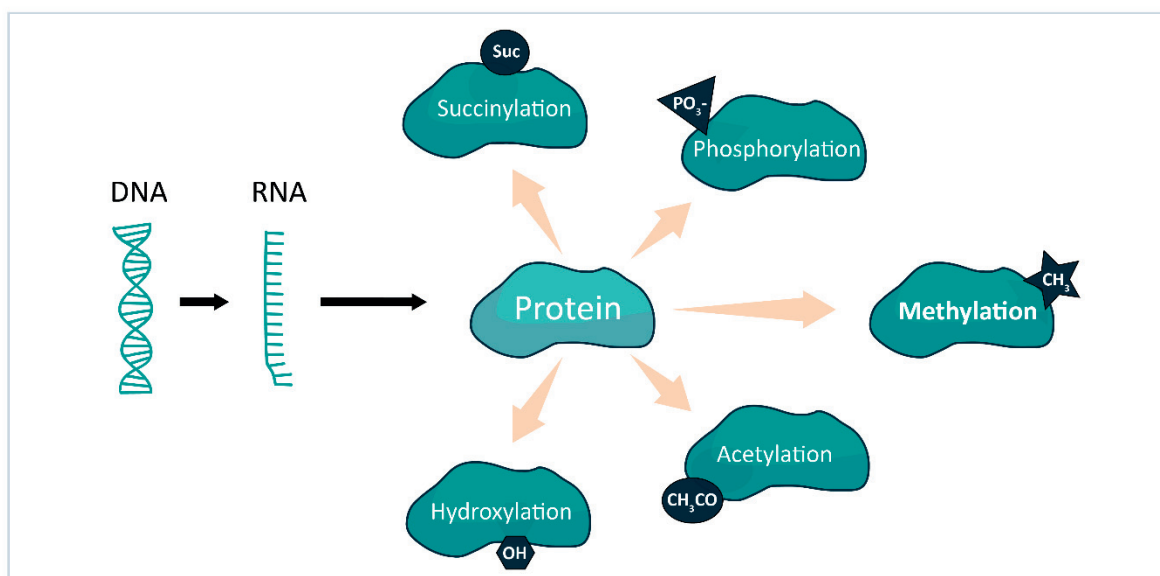 Suc
Succinylation
PO₃-
Phosphorylation
DNA
RNA
CH₃
Methylation
Protein
Acetylation
CH₃CO
Hydroxylation
OH